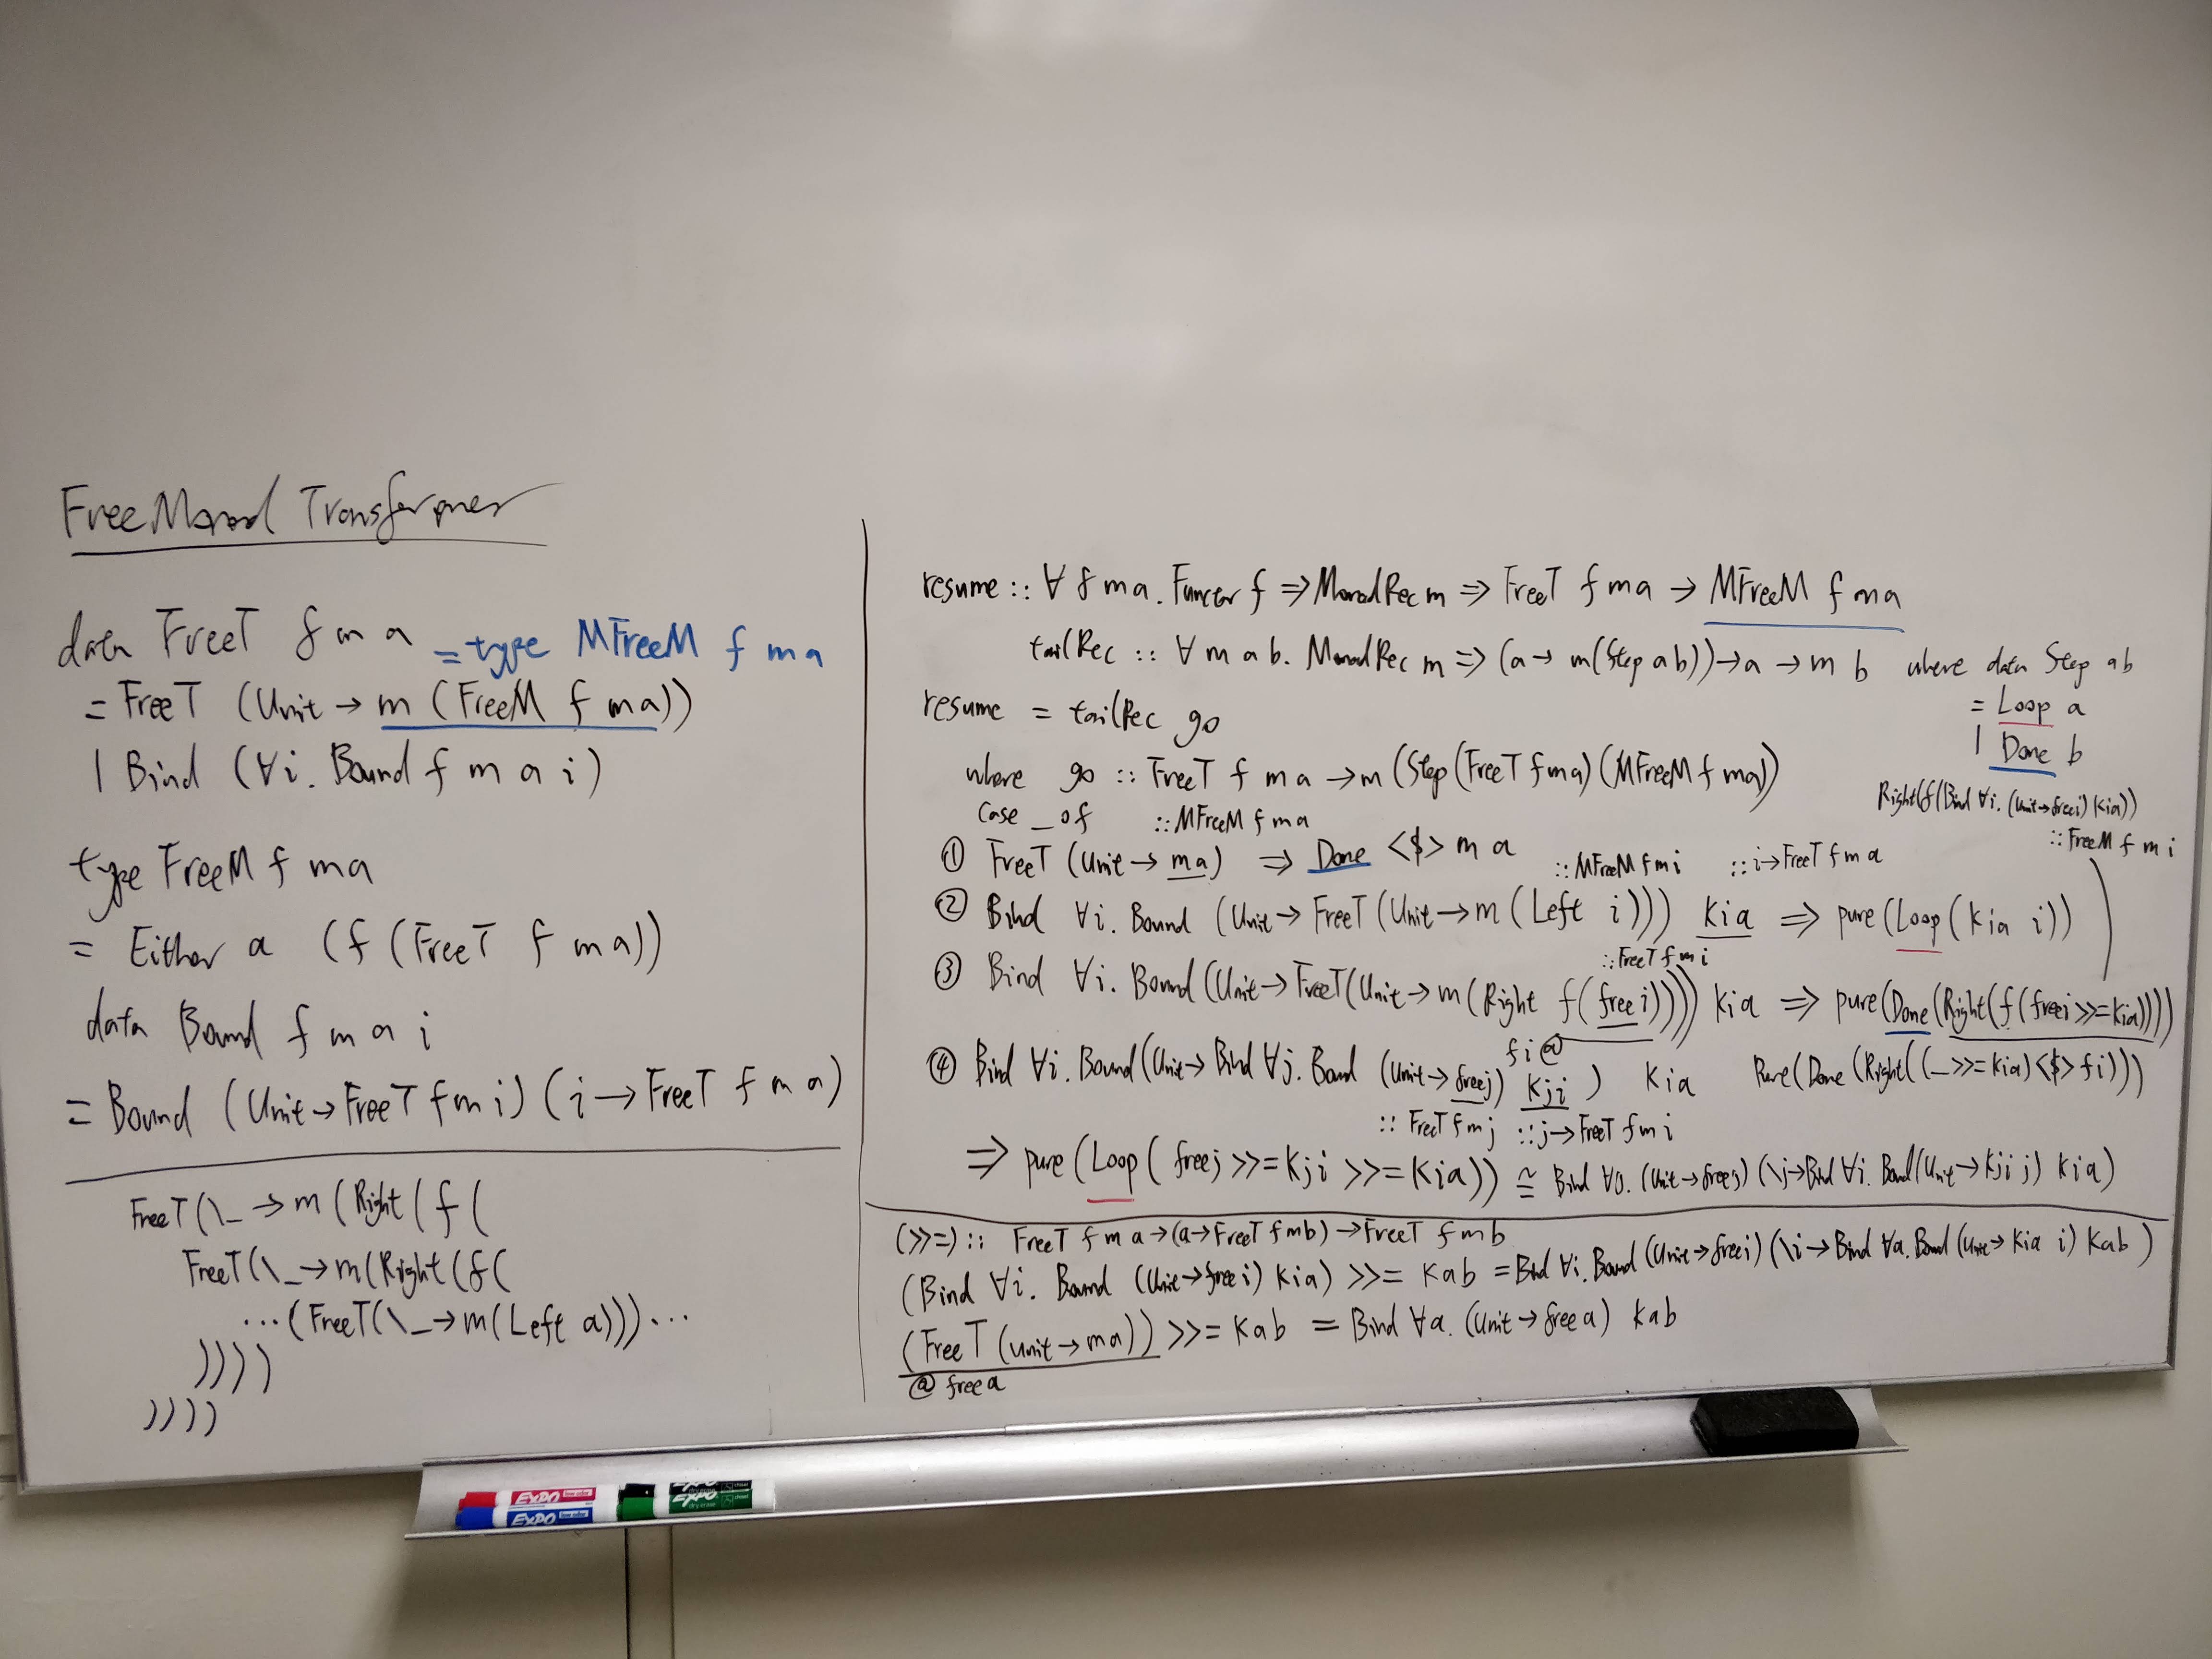 FreeMonad Transformer
data FreeT f m a = type MFreeM f m a
= FreeT (Unit → m (FreeM f m a))
| Bind (∀i. Bound f m a i)
type FreeM f m a
= Either a (f (FreeT f m a))
data Bound f m a i
= Bound (Unit → FreeT f m i) (i → FreeT f m a)
FreeT (\_ → m (Right (f (
FreeT (\_ → m (Right (f (
... (FreeT (\_ → m (Left a))) ...
))))
))))
resume :: ∀ f m a. Functor f ⇒ MonadRec m ⇒ FreeT f m a → MFreeM f m a
tailRec :: ∀ m a b. MonadRec m ⇒ (a → m (Step a b)) → a → m b where data Step a b
= Loop a
| Done b
resume = tailRec go
where go :: FreeT f m a → m (Step (FreeT f m a) (MFreeM f m a))
Right (f (Bind ∀i. (Unit → free i) kia))
:: FreeM f m i
case _ of :: MFreeM f m a
① FreeT (Unit → m a) ⇒ Done <$> m a
:: MFreeM f m i :: i → FreeT f m a
② Bind ∀i. Bound (Unit → FreeT (Unit → m (Left i))) kia ⇒ pure (Loop (kia i))
:: FreeT f m i
③ Bind ∀i. Bound (Unit → FreeT (Unit → m (Right f (free i)))) kia ⇒ pure (Done (Right (f (free i >>= kia))))
fi@
④ Bind ∀i. Bound (Unit → Bind ∀j. Bound (Unit → free j) kji) kia Pure (Done (Right ((_ >>= kia) <$> fi)))
:: FreeT f m j :: j → FreeT f m i
⇒ pure (Loop (free j >>= kji >>= kia)) ≅ Bind ∀j. (Unit → free j) (\j → Bind ∀i. Bound (Unit → kji j) kia)
(>>=) :: FreeT f m a → (a → FreeT f m b) → FreeT f m b
(Bind ∀i. Bound (Unit → free i) kia) >>= kab = Bind ∀i. Bound (Unit → free i) (\i → Bind ∀a. Bound (Unit → kia i) kab)
(FreeT (Unit → m a)) >>= kab = Bind ∀a. (Unit → free a) kab
@ free a
EXPO
EXPO
EXPO
EXPO